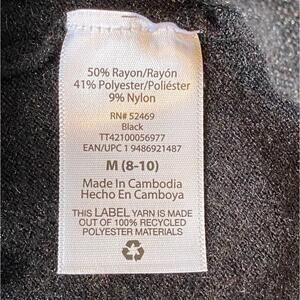 50% Rayon/Rayón
41% Polyester/Poliéster
9% Nylon
RN# 52469
Black
TT42100056977
EAN/UPC 1 9486921487
M (8-10)
Made In Cambodia
Hecho En Camboya
THIS LABEL YARN IS MADE
OUT OF 100% RECYCLED
POLYESTER MATERIALS